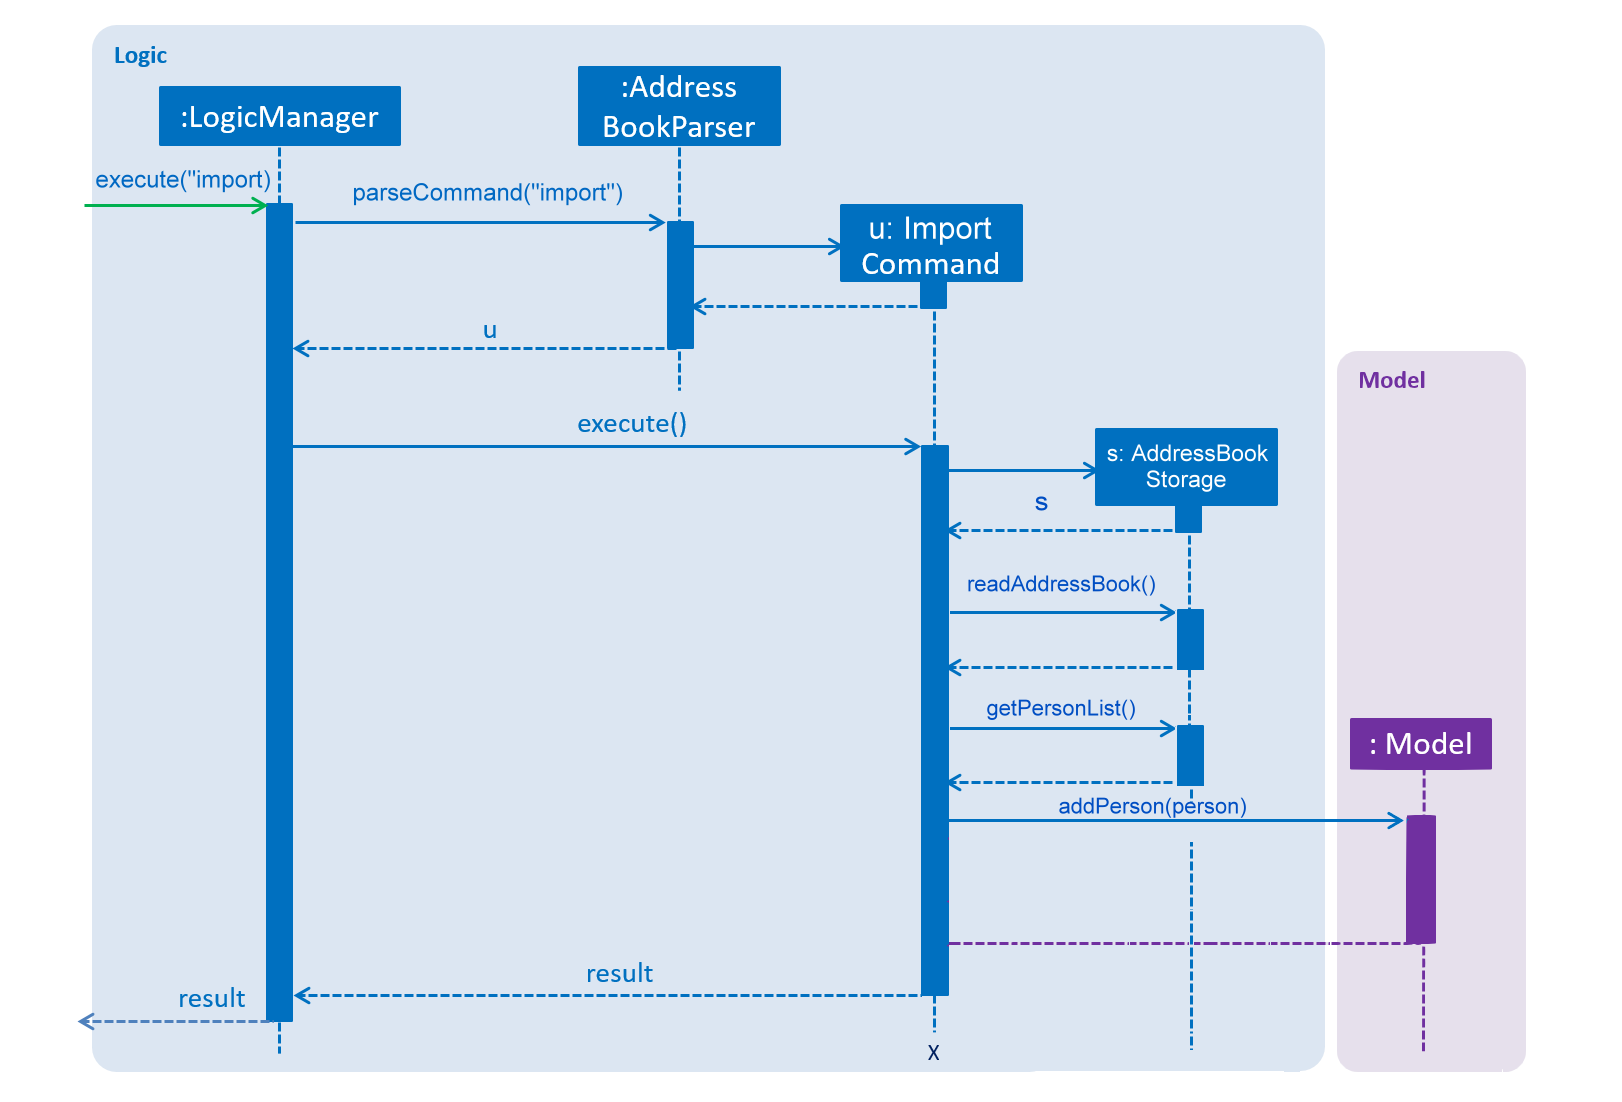 Logic
:LogicManager
:Address
BookParser
execute("import)
parseCommand("import")
u: Import
Command
u
Model
execute()
s: AddressBook
Storage
s
readAddressBook()
getPersonList()
: Model
addPerson(person)
result
result
X